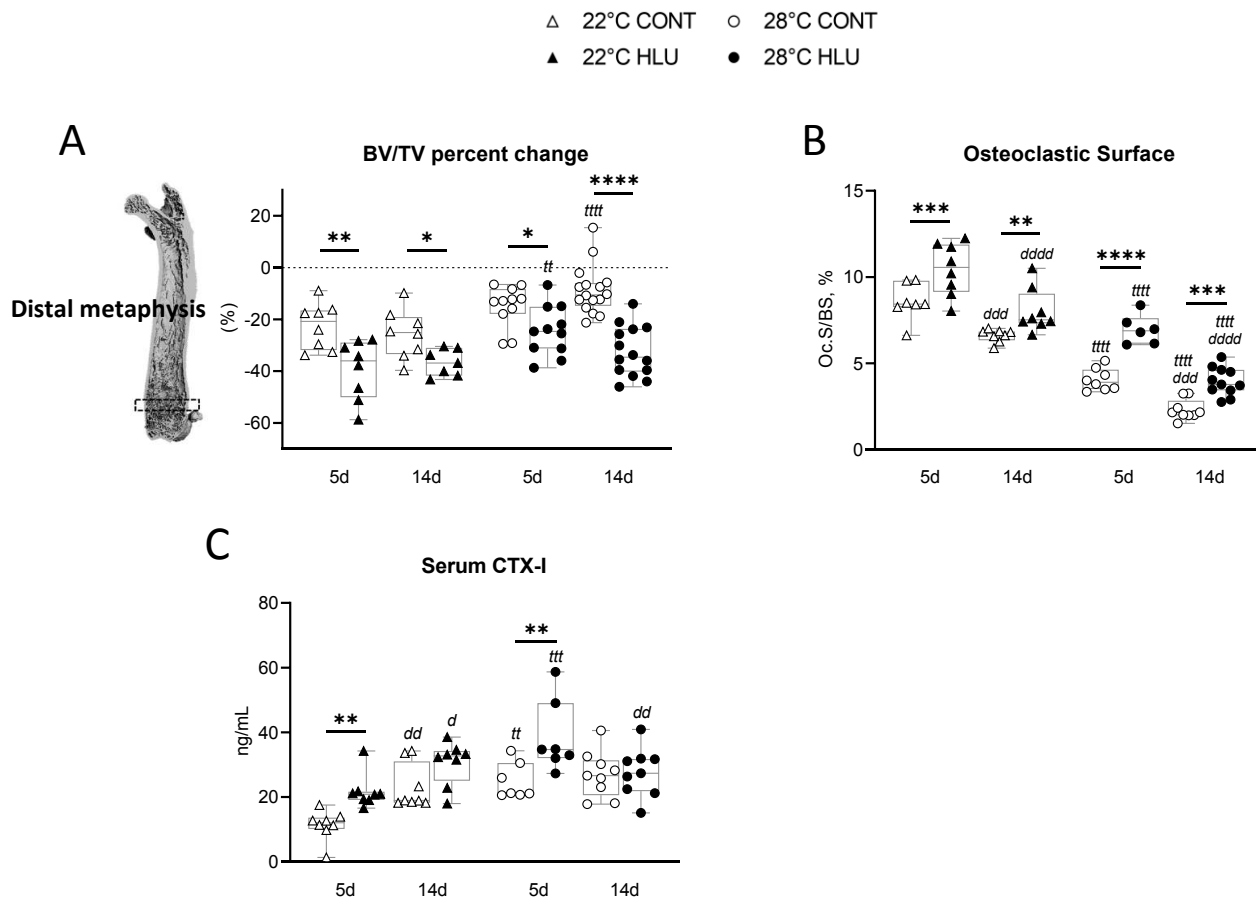 △ 22°C CONT ○ 28°C CONT
▲ 22°C HLU ● 28°C HLU
A
BV/TV percent change
Distal metaphysis
(%)
20
0
-20
-40
-60
**
*
*
tt
****
tttt
5d 14d 5d 14d
B
Osteoclastic Surface
Oc.S/BS, %
15
10
5
0
***
**
ddd
dddd
****
tttt
tttt
***
tttt
ddd
tttt
dddd
5d 14d 5d 14d
C
Serum CTX-I
ng/mL
80
60
40
20
0
**
dd
d
**
tt
ttt
dd
5d 14d 5d 14d